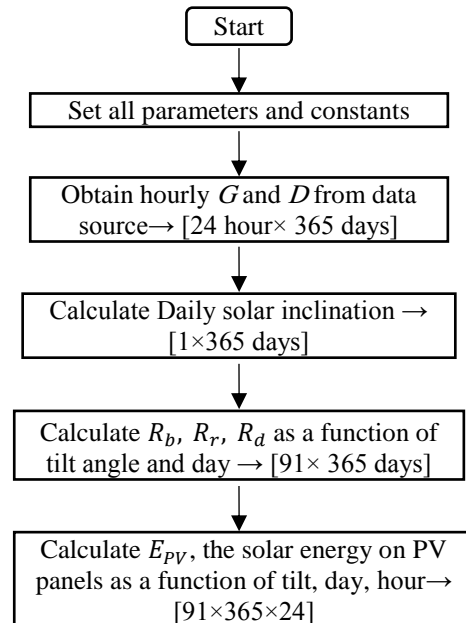 Start
Set all parameters and constants
Obtain hourly G and D from data
source→ [24 hour× 365 days]
Calculate Daily solar inclination →
[1×365 days]
Calculate R_b, R_r, R_d as a function of
tilt angle and day → [91× 365 days]
Calculate E_PV, the solar energy on PV
panels as a function of tilt, day, hour→
[91×365×24]